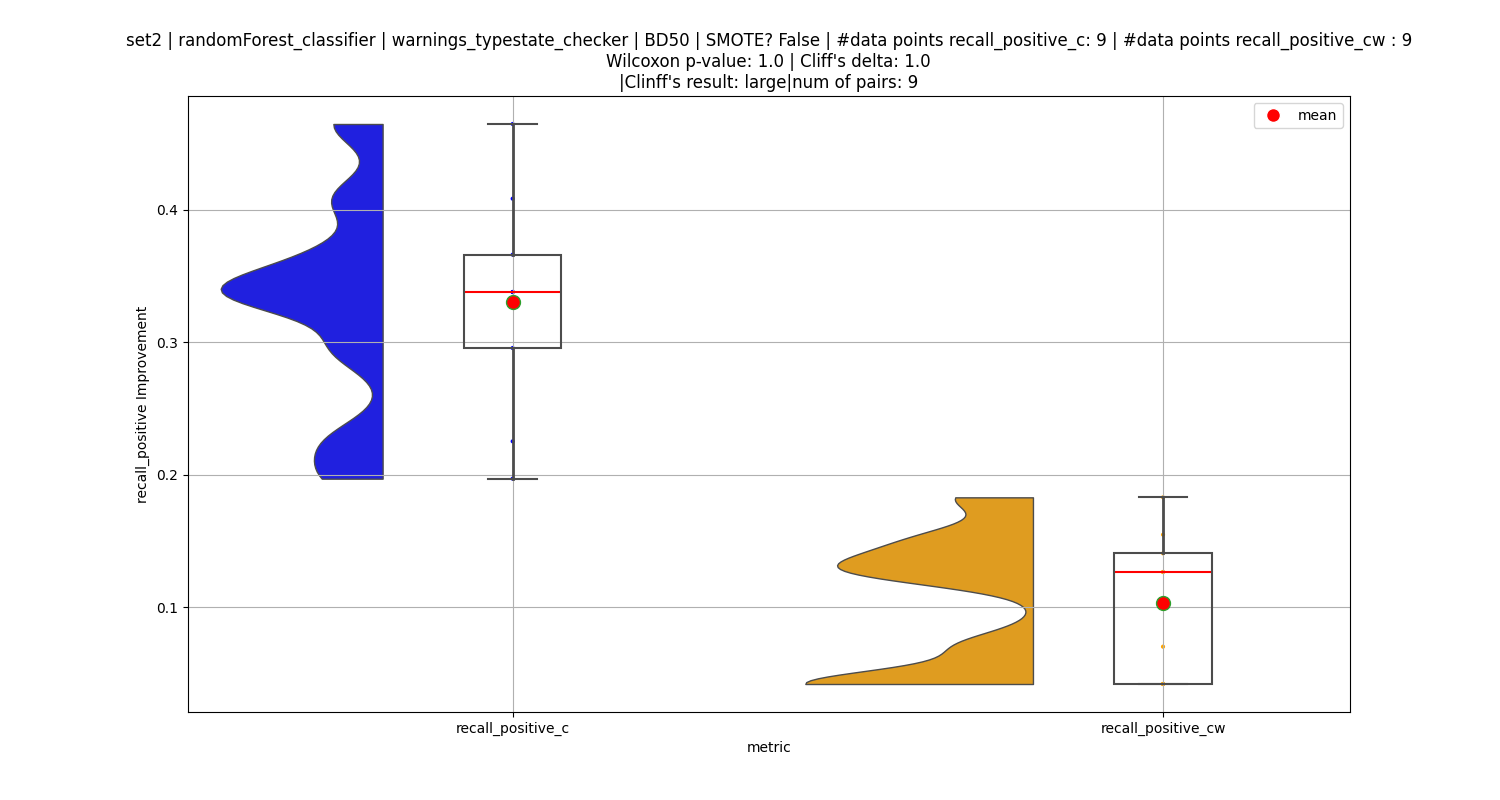 set2 | randomForest_classifier | warnings_typestate_checker | BD50 | SMOTE? False | #data points recall_positive_c: 9 | #data points recall_positive_cw : 9
Wilcoxon p-value: 1.0 | Cliff's delta: 1.0
|Clinff's result: large|num of pairs: 9
mean
recall_positive Improvement
0.4
0.3
0.2
0.1
recall_positive_c
recall_positive_cw
metric